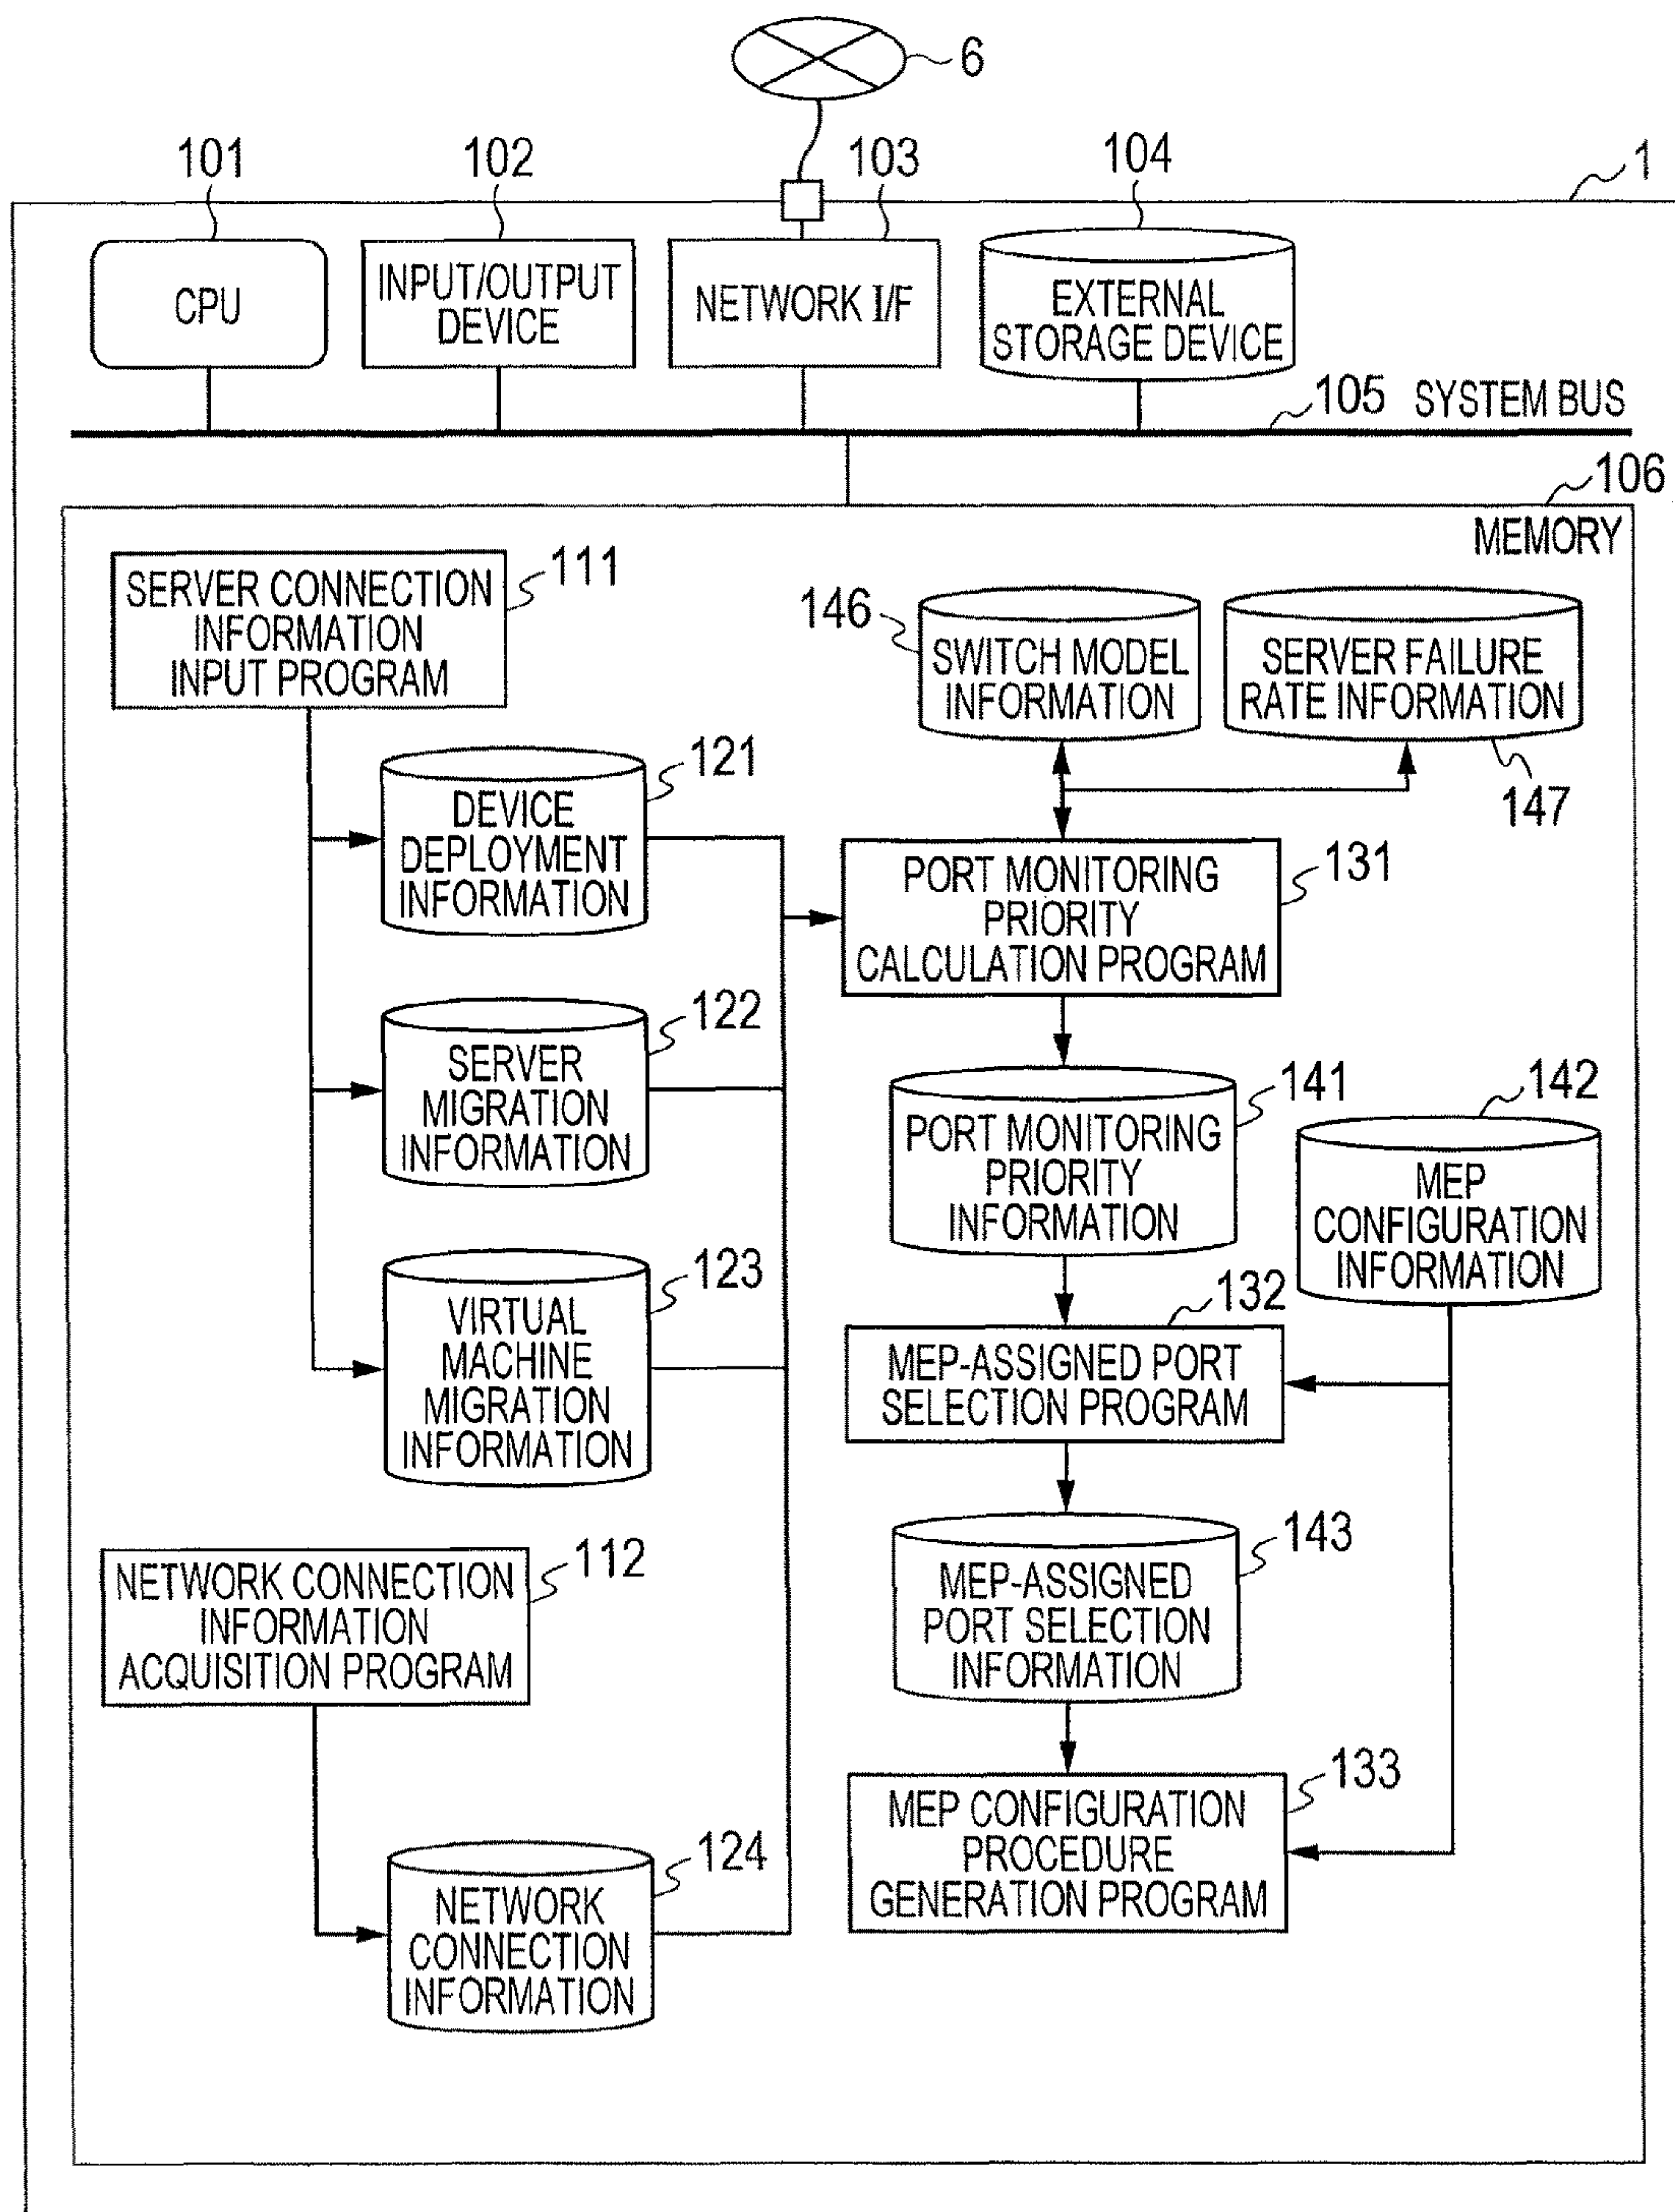 6
101
102
103
104
1
CPU
INPUT/OUTPUT
DEVICE
NETWORK I/F
EXTERNAL
STORAGE DEVICE
105
SYSTEM BUS
106
MEMORY
SERVER CONNECTION
INFORMATION
INPUT PROGRAM
111
146
SWITCH MODEL
INFORMATION
SERVER FAILURE
RATE INFORMATION
147
121
DEVICE
DEPLOYMENT
INFORMATION
PORT MONITORING
PRIORITY
CALCULATION PROGRAM
131
122
SERVER
MIGRATION
INFORMATION
141
PORT MONITORING
PRIORITY
INFORMATION
142
MEP
CONFIGURATION
INFORMATION
123
VIRTUAL
MACHINE
MIGRATION
INFORMATION
132
MEP-ASSIGNED PORT
SELECTION PROGRAM
112
NETWORK CONNECTION
INFORMATION
ACQUISITION PROGRAM
143
MEP-ASSIGNED
PORT SELECTION
INFORMATION
133
MEP CONFIGURATION
PROCEDURE
GENERATION PROGRAM
124
NETWORK
CONNECTION
INFORMATION